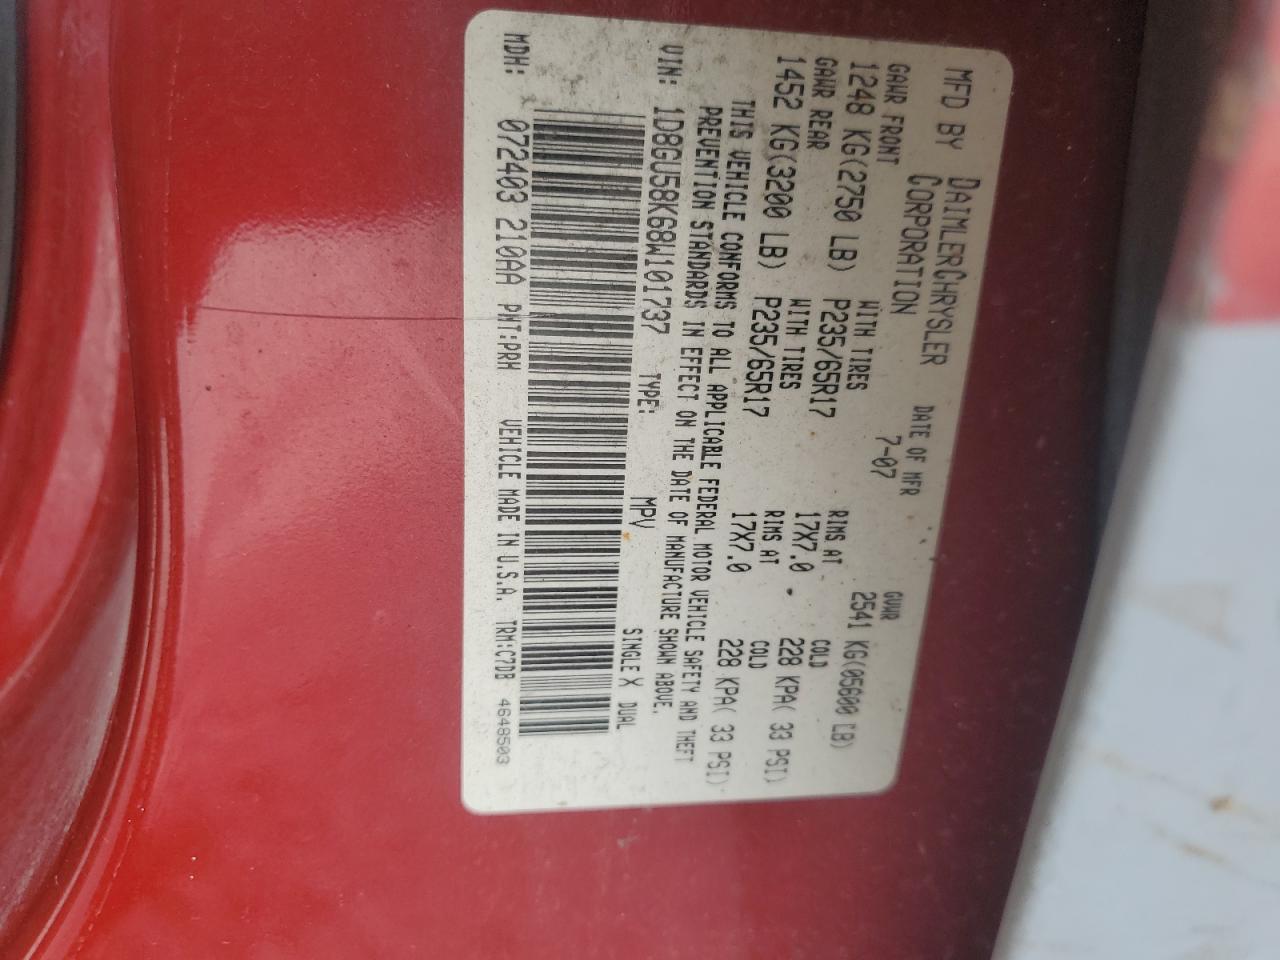 MFD BY DAIMLERCHRYSLER CORPORATION
DATE OF MFR 7-07
GVWR 2541 KG(05600 LB)
GAWR FRONT WITH TIRES RIMS AT COLD
1248 KG(2750 LB) P235/65R17 17X7.0 228 KPA( 33 PSI)
GAWR REAR WITH TIRES RIMS AT COLD
1452 KG(3200 LB) P235/65R17 17X7.0 228 KPA( 33 PSI)
THIS VEHICLE CONFORMS TO ALL APPLICABLE FEDERAL MOTOR VEHICLE SAFETY AND THEFT
PREVENTION STANDARDS IN EFFECT ON THE DATE OF MANUFACTURE SHOWN ABOVE.
VIN: 1D8GU58K68W101737 TYPE: MPV SINGLE X DUAL
MDH: 072403 210AA PNT:PRH VEHICLE MADE IN U.S.A. TRM:C7DB 4648503